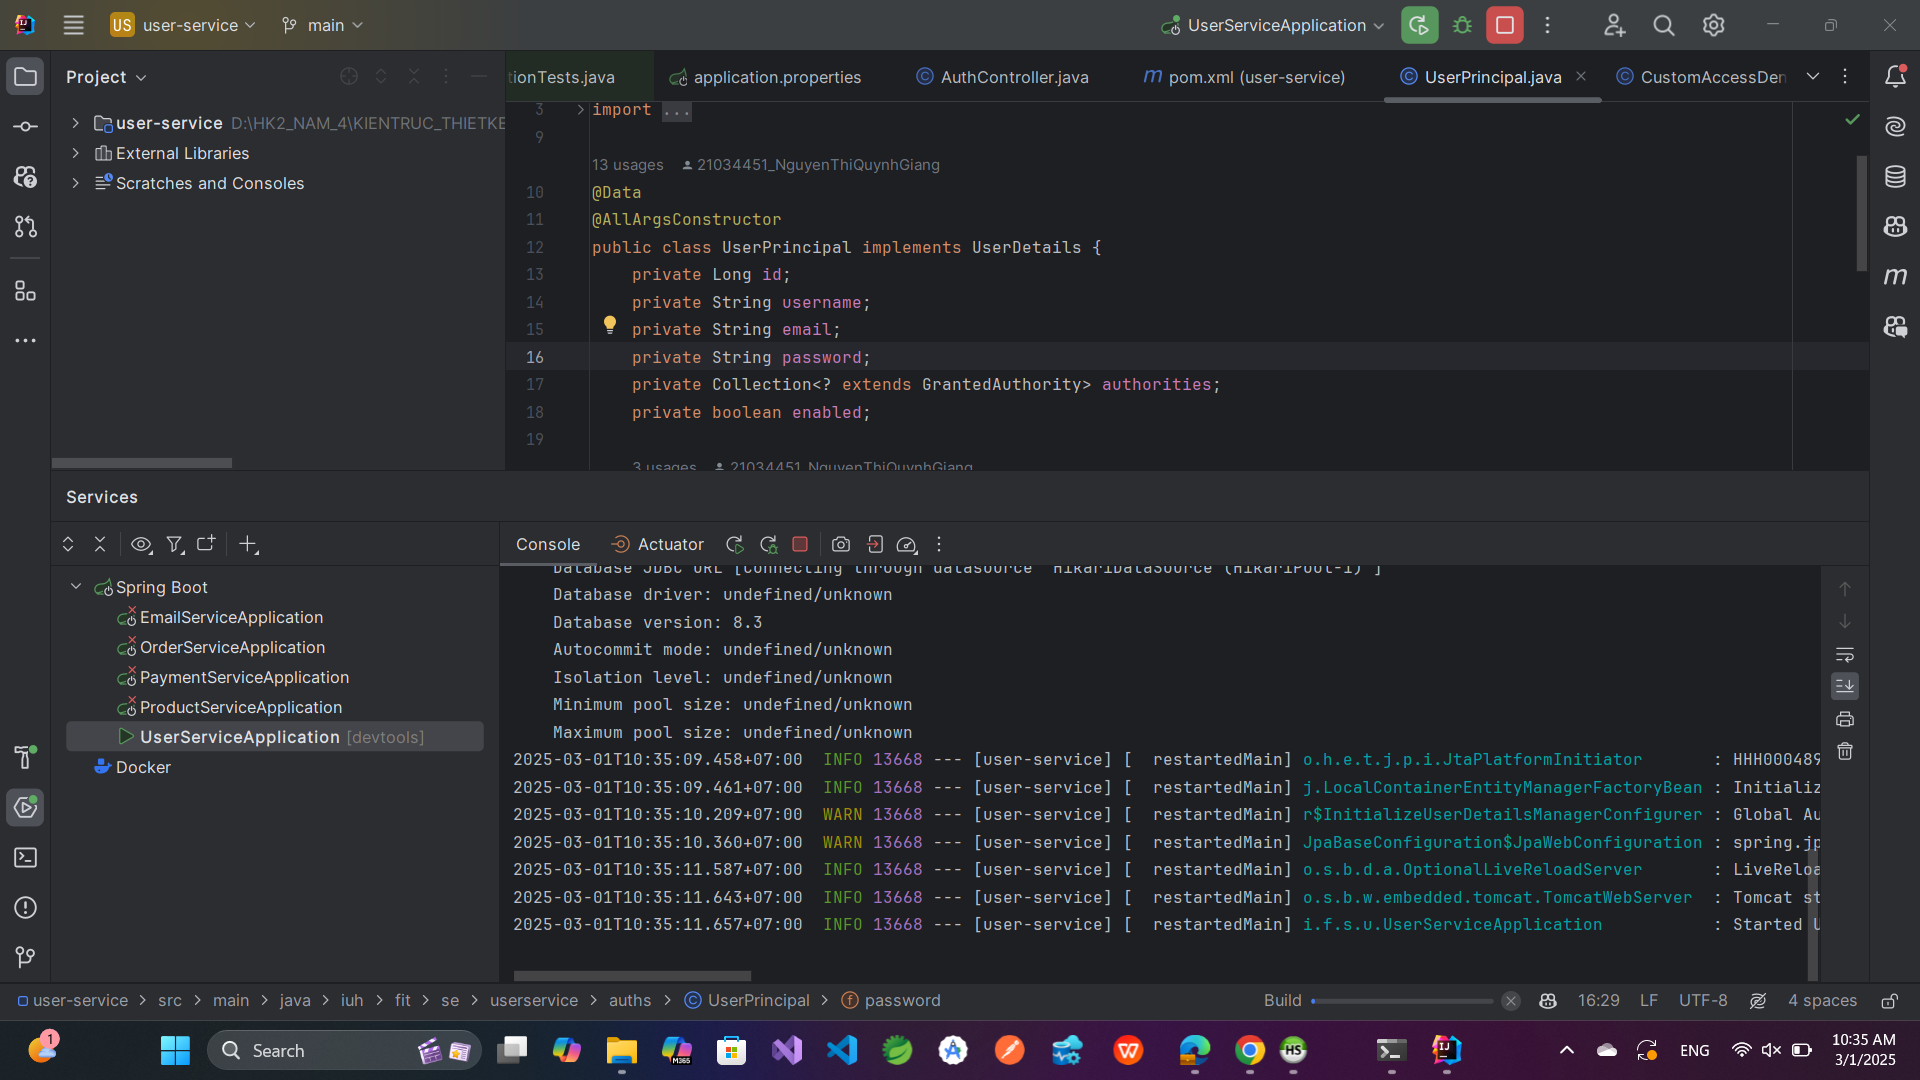 US user-service main UserServiceApplication
Project
tionTests.java application.properties AuthController.java m pom.xml (user-service) UserPrincipal.java CustomAccessDen
user-service D:\HK2_NAM_4\KIENTRUC_THIETKE
External Libraries
Scratches and Consoles
3 import ...
9
13 usages 21034451_NguyenThiQuynhGiang
10 @Data
11 @AllArgsConstructor
12 public class UserPrincipal implements UserDetails {
13 private Long id;
14 private String username;
15 private String email;
16 private String password;
17 private Collection<? extends GrantedAuthority> authorities;
18 private boolean enabled;
19
3 usages 21034451_NguyenThiQuynhGiang
Services
Spring Boot
EmailServiceApplication
OrderServiceApplication
PaymentServiceApplication
ProductServiceApplication
UserServiceApplication [devtools]
Docker
Console Actuator
Database JDBC URL [Connecting through datasource 'HikariDataSource (HikariPool-1)']
Database driver: undefined/unknown
Database version: 8.3
Autocommit mode: undefined/unknown
Isolation level: undefined/unknown
Minimum pool size: undefined/unknown
Maximum pool size: undefined/unknown
2025-03-01T10:35:09.458+07:00 INFO 13668 --- [user-service] [ restartedMain] o.h.e.t.j.p.i.JtaPlatformInitiator : HHH000489
2025-03-01T10:35:09.461+07:00 INFO 13668 --- [user-service] [ restartedMain] j.LocalContainerEntityManagerFactoryBean : Initializ
2025-03-01T10:35:10.209+07:00 WARN 13668 --- [user-service] [ restartedMain] r$InitializeUserDetailsManagerConfigurer : Global Au
2025-03-01T10:35:10.360+07:00 WARN 13668 --- [user-service] [ restartedMain] JpaBaseConfiguration$JpaWebConfiguration : spring.jp
2025-03-01T10:35:11.587+07:00 INFO 13668 --- [user-service] [ restartedMain] o.s.b.d.a.OptionalLiveReloadServer : LiveReloa
2025-03-01T10:35:11.643+07:00 INFO 13668 --- [user-service] [ restartedMain] o.s.b.w.embedded.tomcat.TomcatWebServer : Tomcat st
2025-03-01T10:35:11.657+07:00 INFO 13668 --- [user-service] [ restartedMain] i.f.s.u.UserServiceApplication : Started U
user-service > src > main > java > iuh > fit > se > userservice > auths > UserPrincipal > password
Build 16:29 LF UTF-8 4 spaces
1 Search M365 HS ENG 10:35 AM
3/1/2025